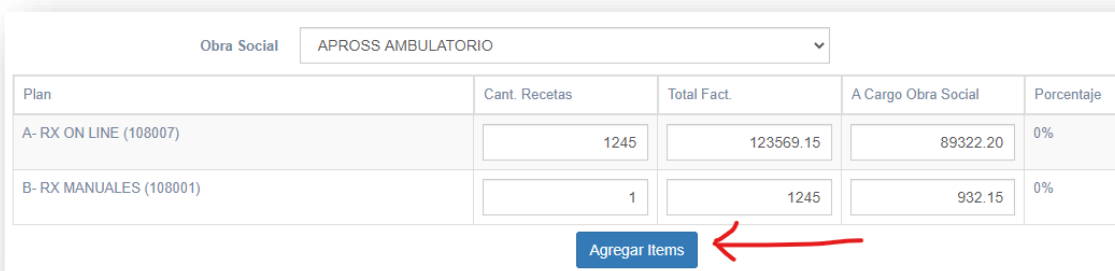 Obra Social APROSS AMBULATORIO
Plan Cant. Recetas Total Fact. A Cargo Obra Social Porcentaje
A- RX ON LINE (108007) 1245 123569.15 89322.20 0%
B- RX MANUALES (108001) 1 1245 932.15 0%
Agregar Items